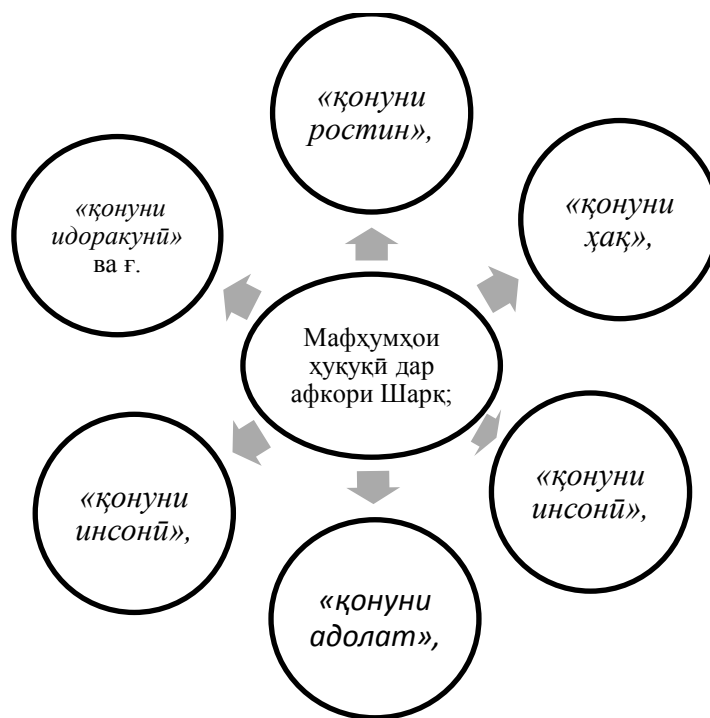 «қонуни
ростин»,
«қонуни
идоракунӣ»
ва ғ.
«қонуни
ҳақ»,
Мафҳумҳои
ҳуқуқӣ дар
афкори Шарқ;
«қонуни
инсонӣ»,
«қонуни
инсонӣ»,
«қонуни
адолат»,